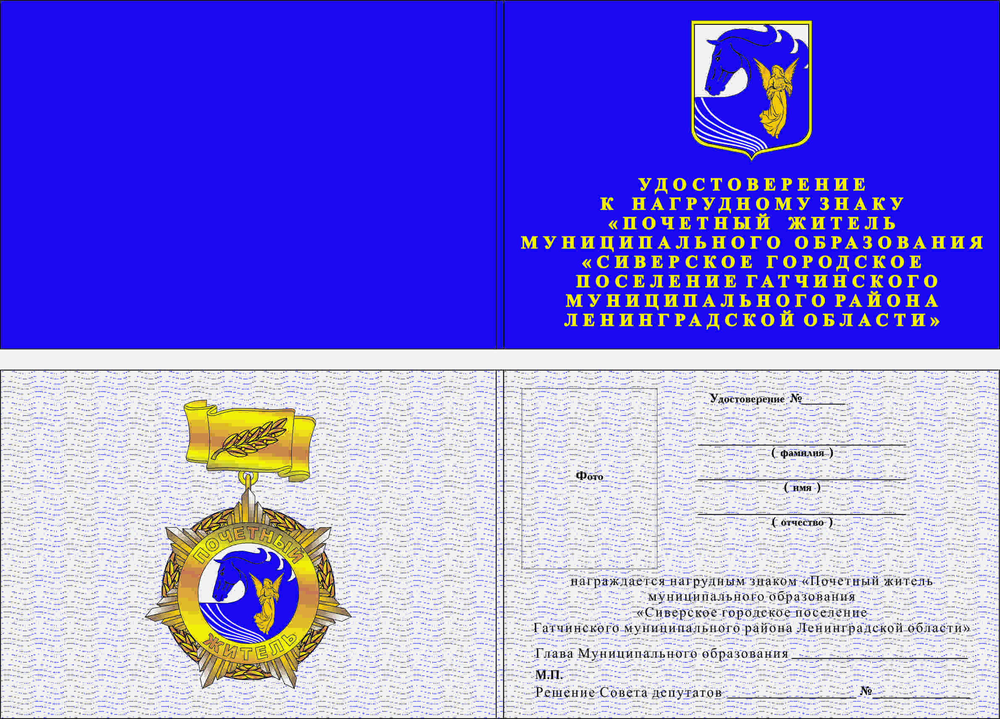 УДОСТОВЕРЕНИЕ
К НАГРУДНОМУ ЗНАКУ
«ПОЧЕТНЫЙ ЖИТЕЛЬ
МУНИЦИПАЛЬНОГО ОБРАЗОВАНИЯ
«СИВЕРСКОЕ ГОРОДСКОЕ
ПОСЕЛЕНИЕ ГАТЧИНСКОГО
МУНИЦИПАЛЬНОГО РАЙОНА
ЛЕНИНГРАДСКОЙ ОБЛАСТИ»
ПОЧЕТНЫЙ
ЖИТЕЛЬ
Фото
Удостоверение №
( фамилия )
( имя )
( отчество )
награждается нагрудным знаком «Почетный житель
муниципального образования
«Сиверское городское поселение
Гатчинского муниципального района Ленинградской области»
Глава Муниципального образования
М.П.
Решение Совета депутатов №